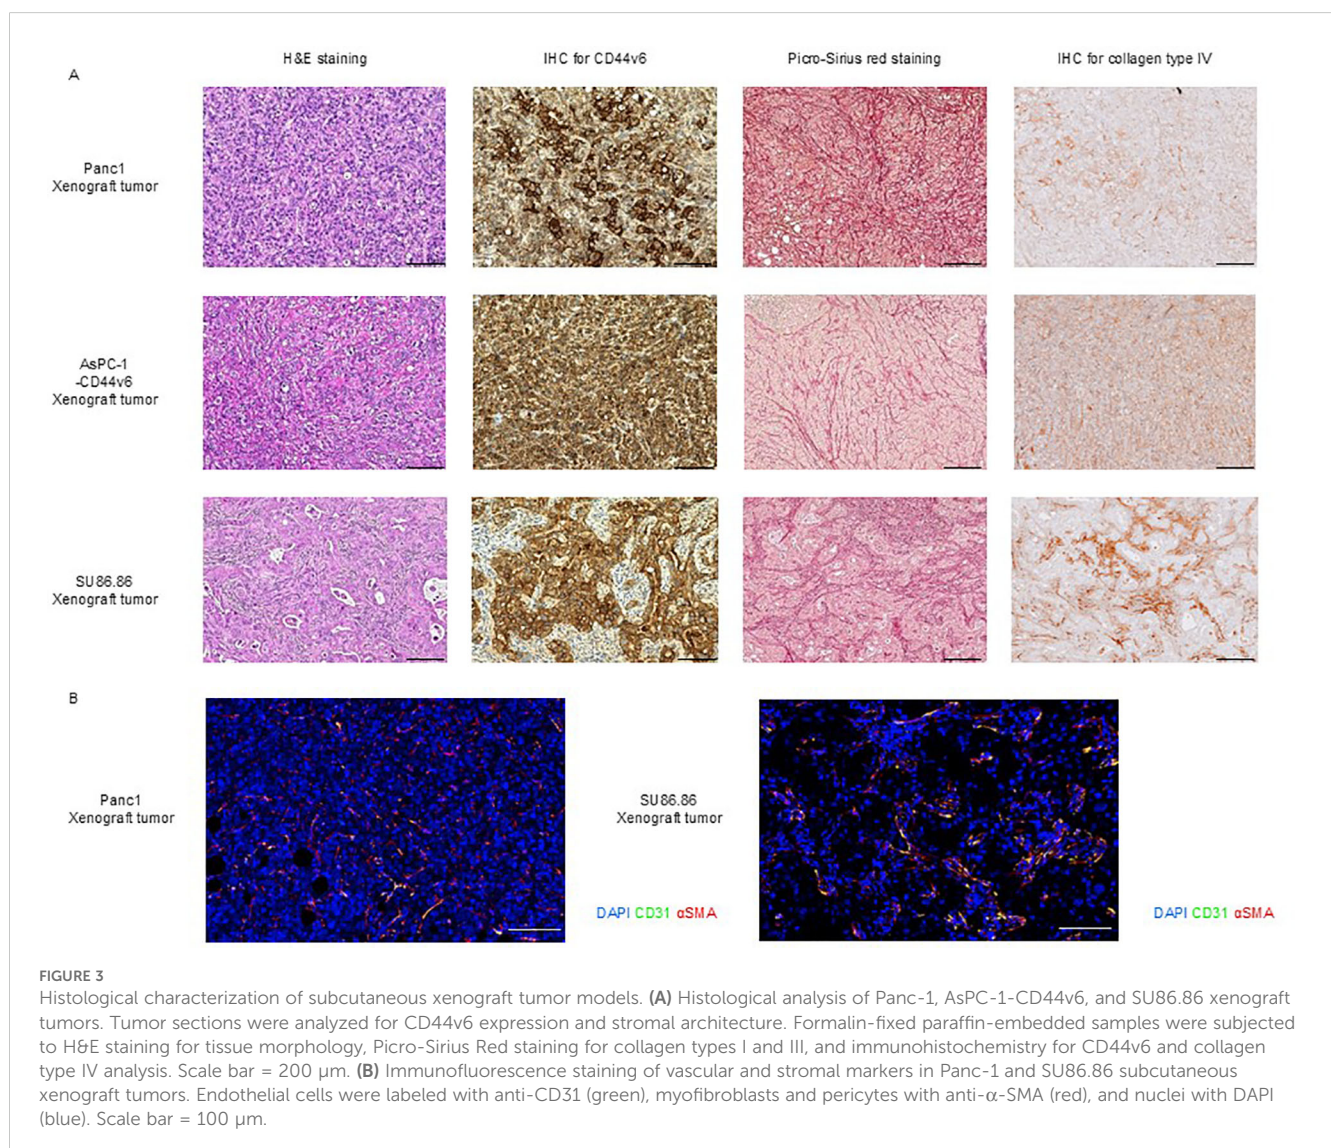 H&E staining
IHC for CD44v6
Picro-Sirius red staining
IHC for collagen type IV
A
Panc1
Xenograft tumor
AsPC-1
-CD44v6
Xenograft tumor
SU86.86
Xenograft tumor
B
Panc1
Xenograft tumor
DAPI CD31 αSMA
SU86.86
Xenograft tumor
DAPI CD31 αSMA
FIGURE 3
Histological characterization of subcutaneous xenograft tumor models. (A) Histological analysis of Panc-1, AsPC-1-CD44v6, and SU86.86 xenograft
tumors. Tumor sections were analyzed for CD44v6 expression and stromal architecture. Formalin-fixed paraffin-embedded samples were subjected
to H&E staining for tissue morphology, Picro-Sirius Red staining for collagen types I and III, and immunohistochemistry for CD44v6 and collagen
type IV analysis. Scale bar = 200 μm. (B) Immunofluorescence staining of vascular and stromal markers in Panc-1 and SU86.86 subcutaneous
xenograft tumors. Endothelial cells were labeled with anti-CD31 (green), myofibroblasts and pericytes with anti-α-SMA (red), and nuclei with DAPI
(blue). Scale bar = 100 μm.